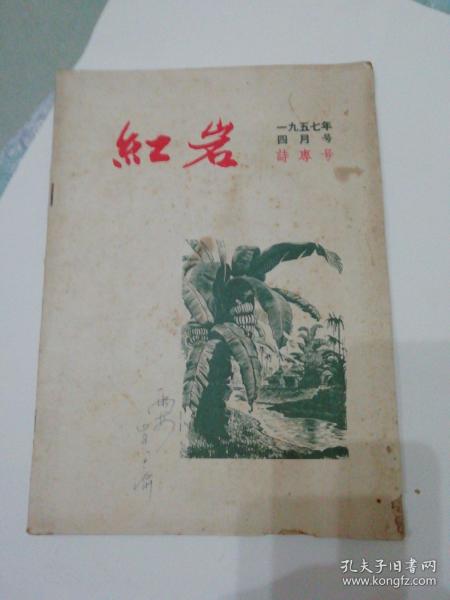 紅岩
一九五七年
四月号
詩專号
孔夫子旧书网
www.kongfz.com